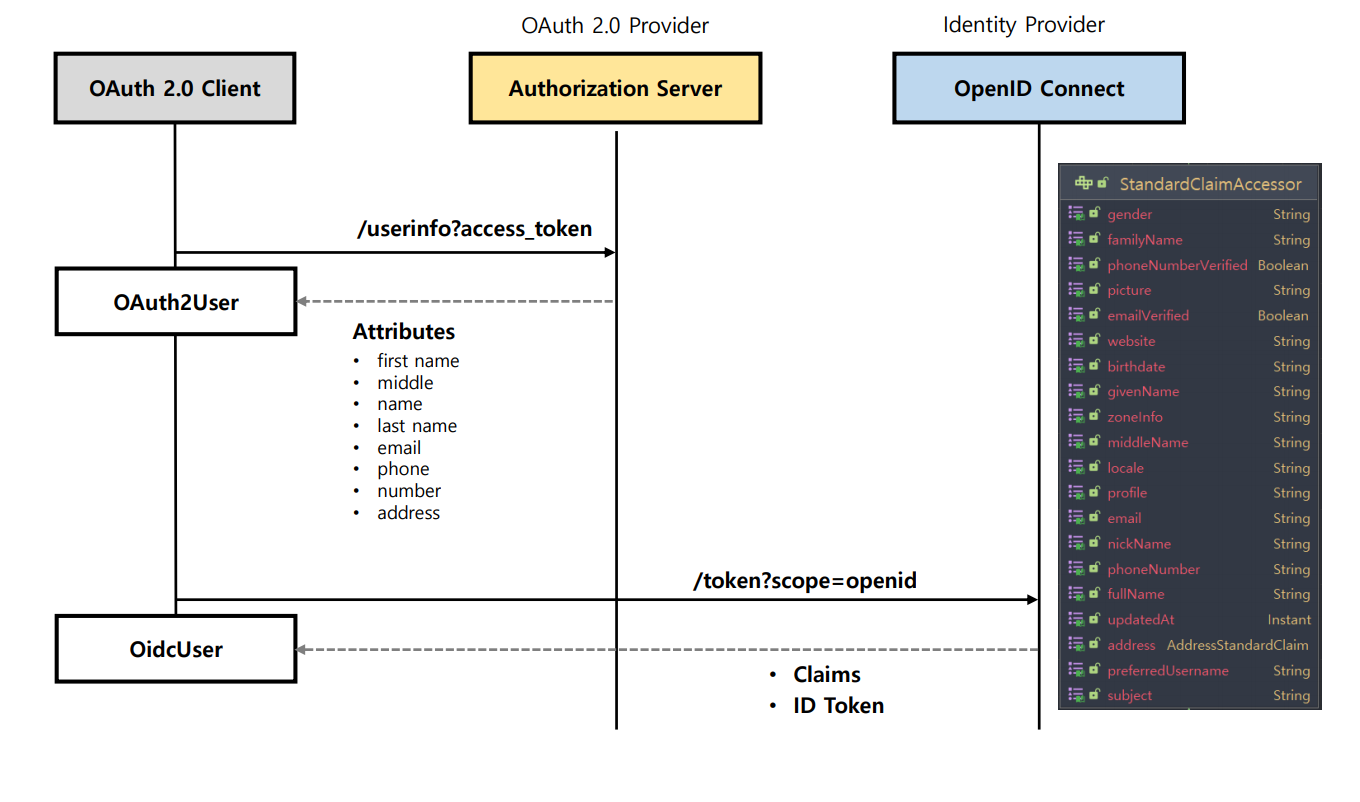 OAuth 2.0 Provider
Identity Provider
OAuth 2.0 Client
Authorization Server
OpenID Connect
/userinfo?access_token
OAuth2User
Attributes
• first name
• middle
• name
• last name
• email
• phone
• number
• address
/token?scope=openid
OidcUser
• Claims
• ID Token
StandardClaimAccessor
gender String
familyName String
phoneNumberVerified Boolean
picture String
emailVerified Boolean
website String
birthdate String
givenName String
zoneInfo String
middleName String
locale String
profile String
email String
nickName String
phoneNumber String
fullName String
updatedAt Instant
address AddressStandardClaim
preferredUsername String
subject String